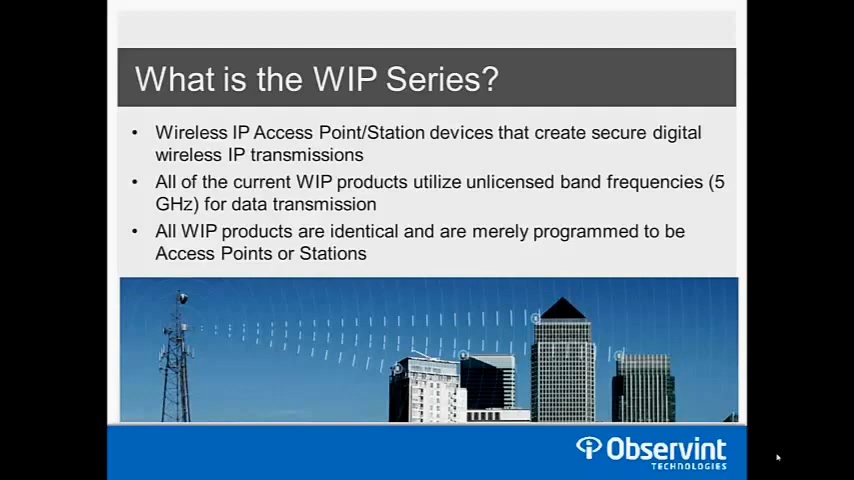 What is the WIP Series?
• Wireless IP Access Point/Station devices that create secure digital
wireless IP transmissions
• All of the current WIP products utilize unlicensed band frequencies (5
GHz) for data transmission
• All WIP products are identical and are merely programmed to be
Access Points or Stations
Observint
TECHNOLOGIES